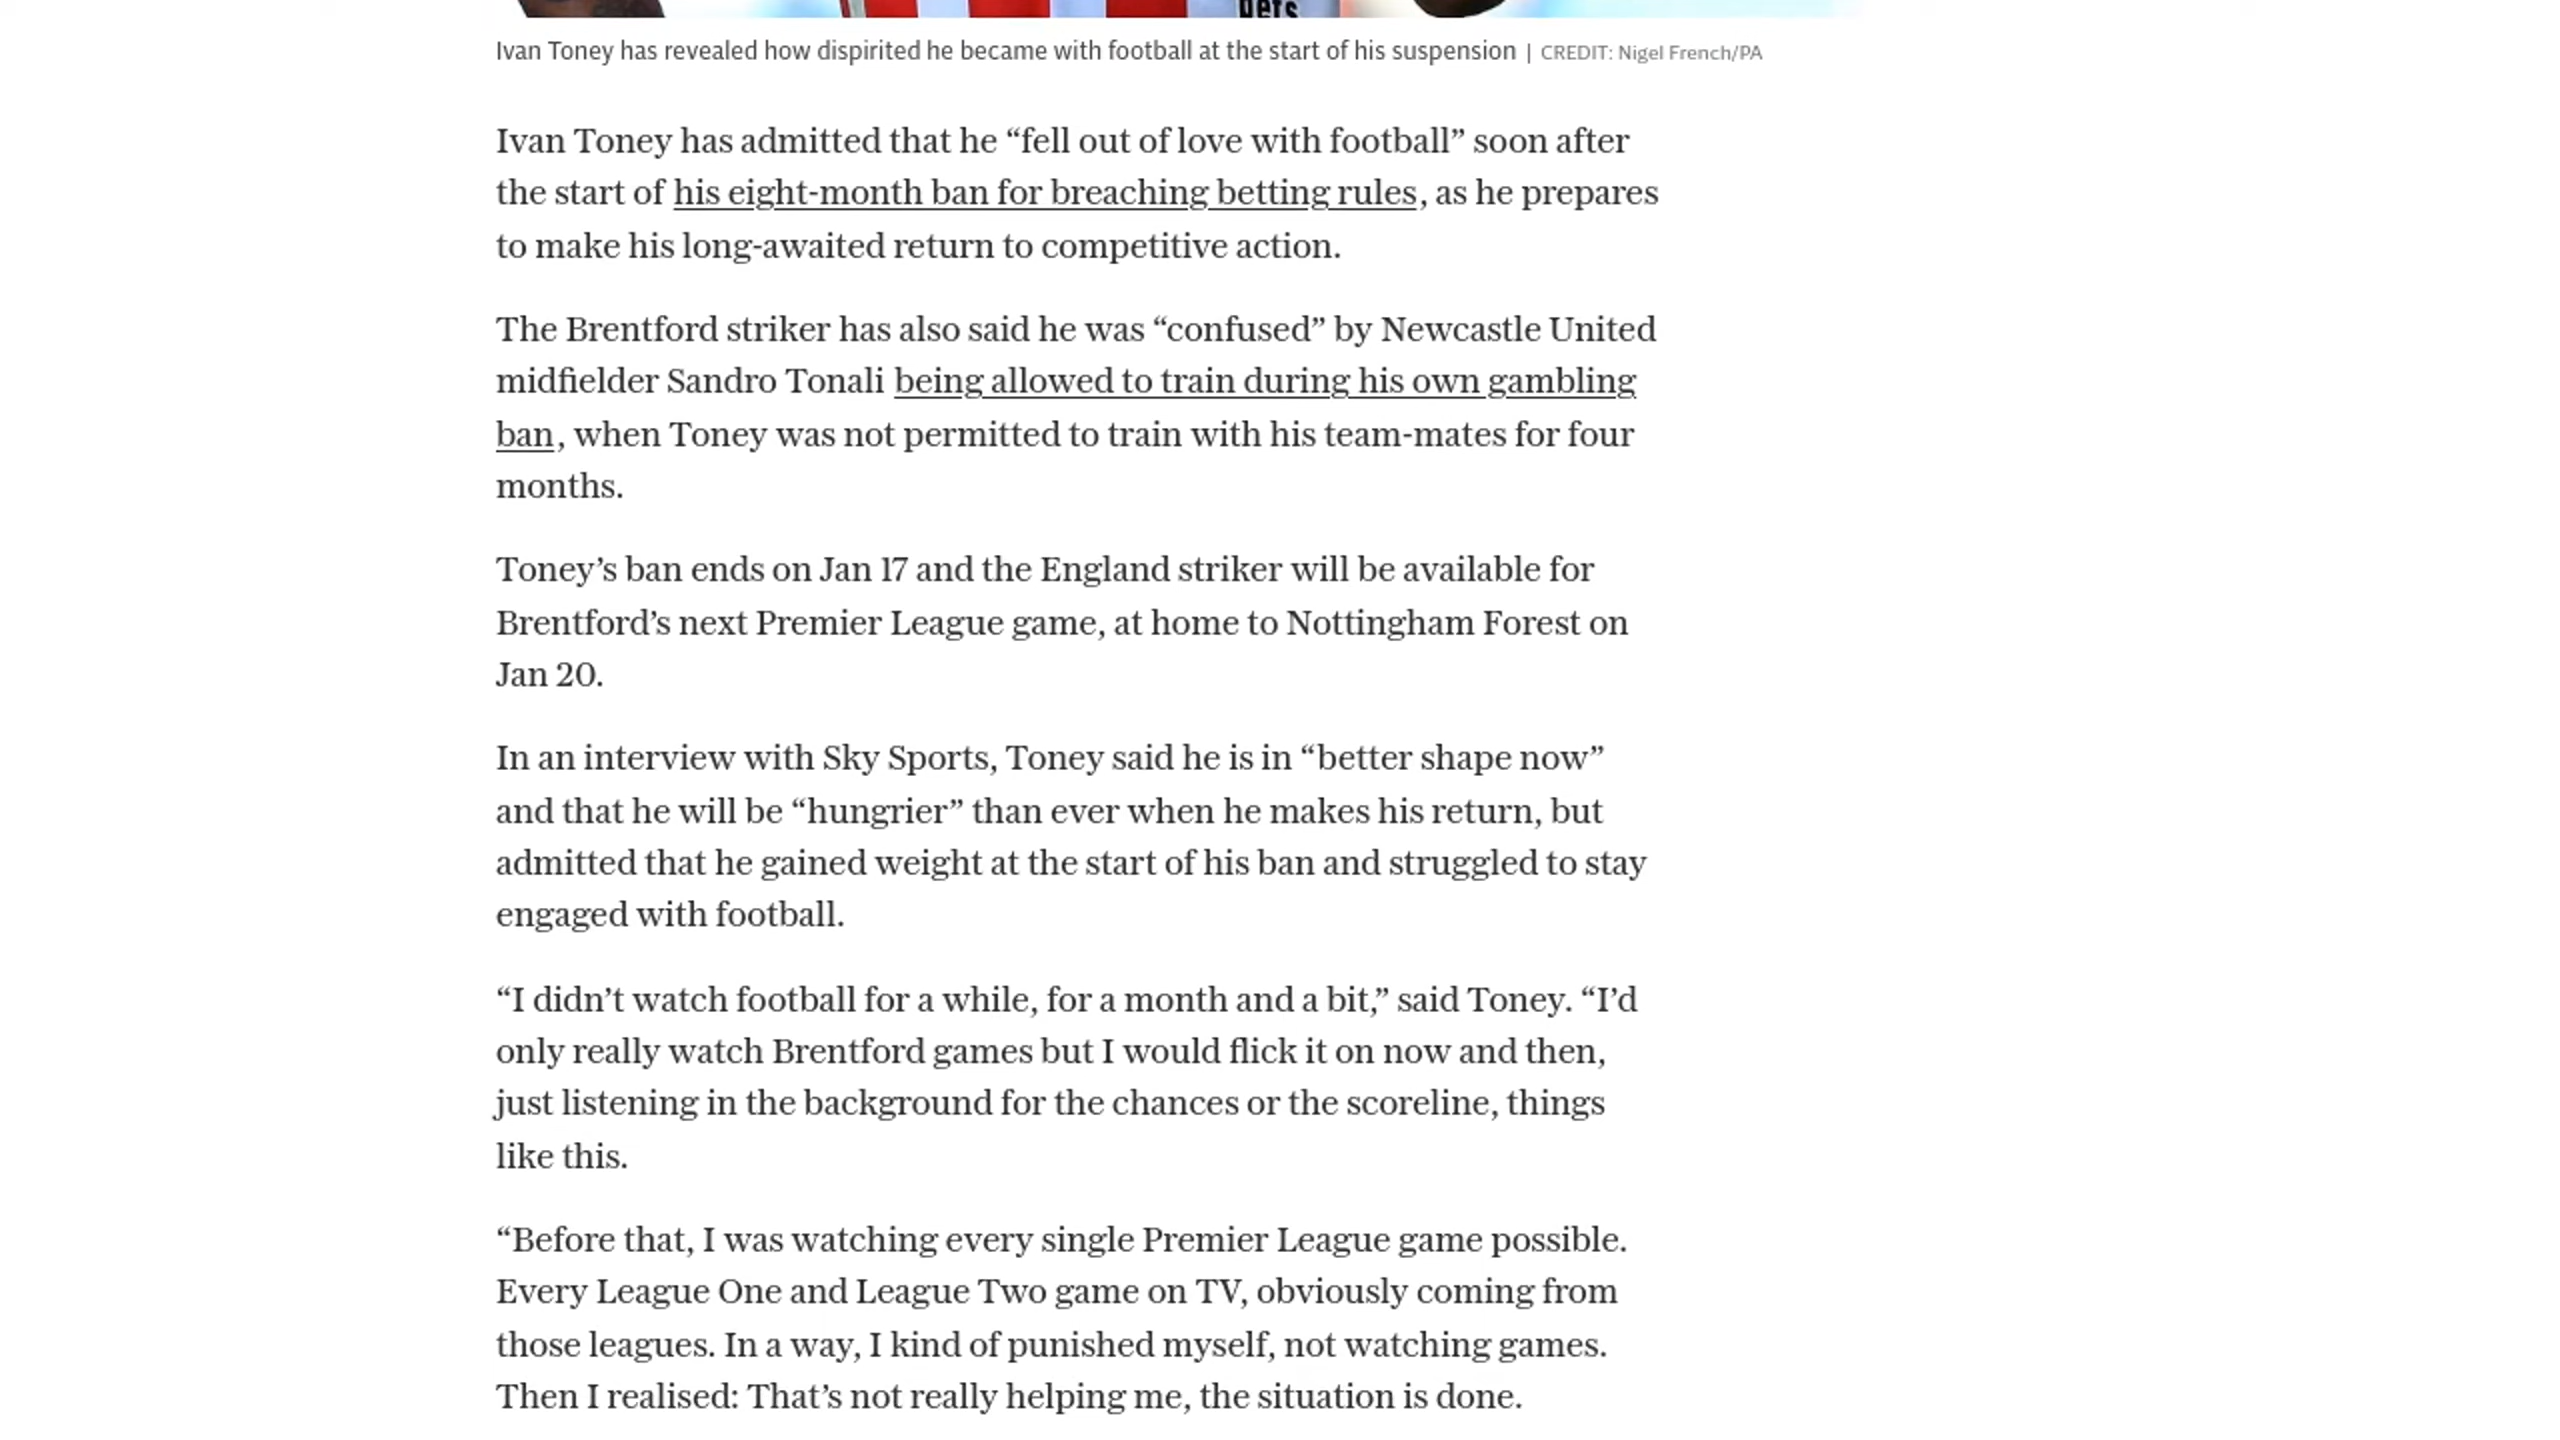 Ivan Toney has revealed how dispirited he became with football at the start of his suspension | CREDIT: Nigel French/PA
Ivan Toney has admitted that he “fell out of love with football” soon after
the start of his eight-month ban for breaching betting rules, as he prepares
to make his long-awaited return to competitive action.
The Brentford striker has also said he was “confused” by Newcastle United
midfielder Sandro Tonali being allowed to train during his own gambling
ban, when Toney was not permitted to train with his team-mates for four
months.
Toney’s ban ends on Jan 17 and the England striker will be available for
Brentford’s next Premier League game, at home to Nottingham Forest on
Jan 20.
In an interview with Sky Sports, Toney said he is in “better shape now”
and that he will be “hungrier” than ever when he makes his return, but
admitted that he gained weight at the start of his ban and struggled to stay
engaged with football.
“I didn’t watch football for a while, for a month and a bit,” said Toney. “I’d
only really watch Brentford games but I would flick it on now and then,
just listening in the background for the chances or the scoreline, things
like this.
“Before that, I was watching every single Premier League game possible.
Every League One and League Two game on TV, obviously coming from
those leagues. In a way, I kind of punished myself, not watching games.
Then I realised: That’s not really helping me, the situation is done.